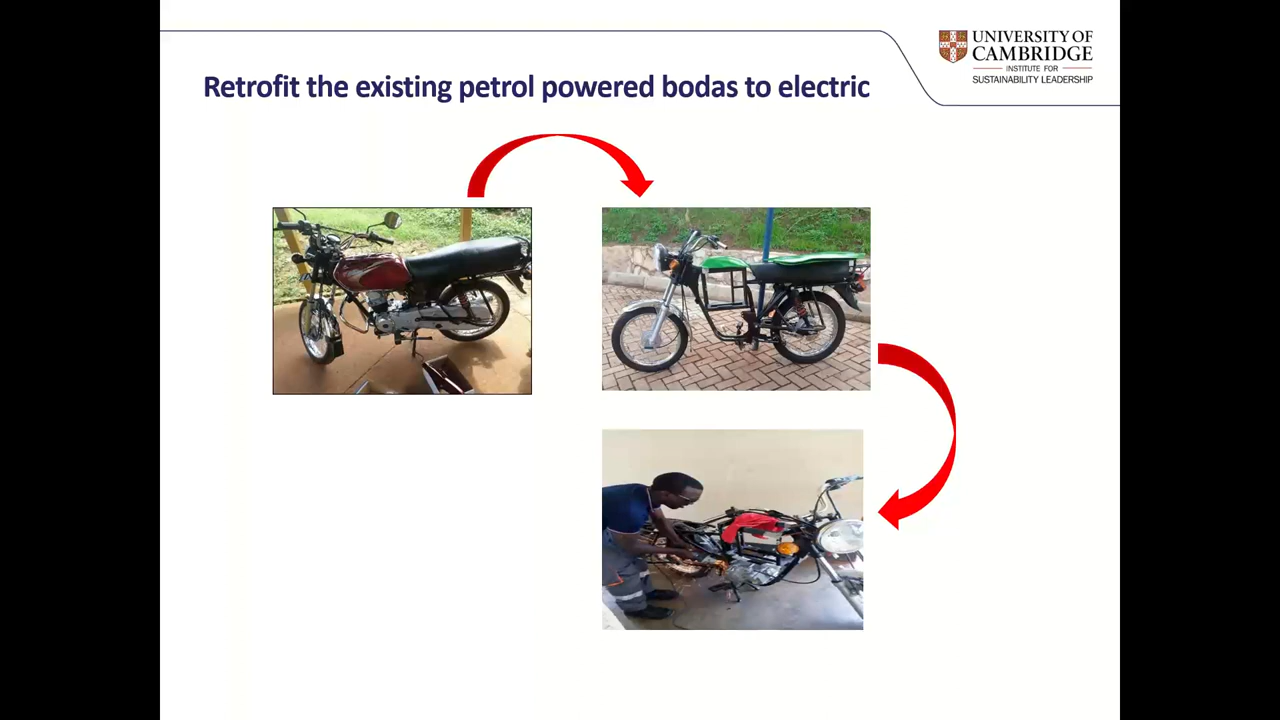 Retrofit the existing petrol powered bodas to electric
UNIVERSITY OF
CAMBRIDGE
INSTITUTE FOR
SUSTAINABILITY LEADERSHIP